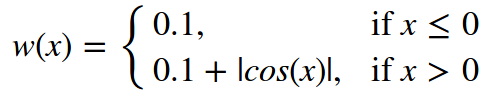 w(x) = { 0.1, if x ≤ 0
0.1 + |cos(x)|, if x > 0